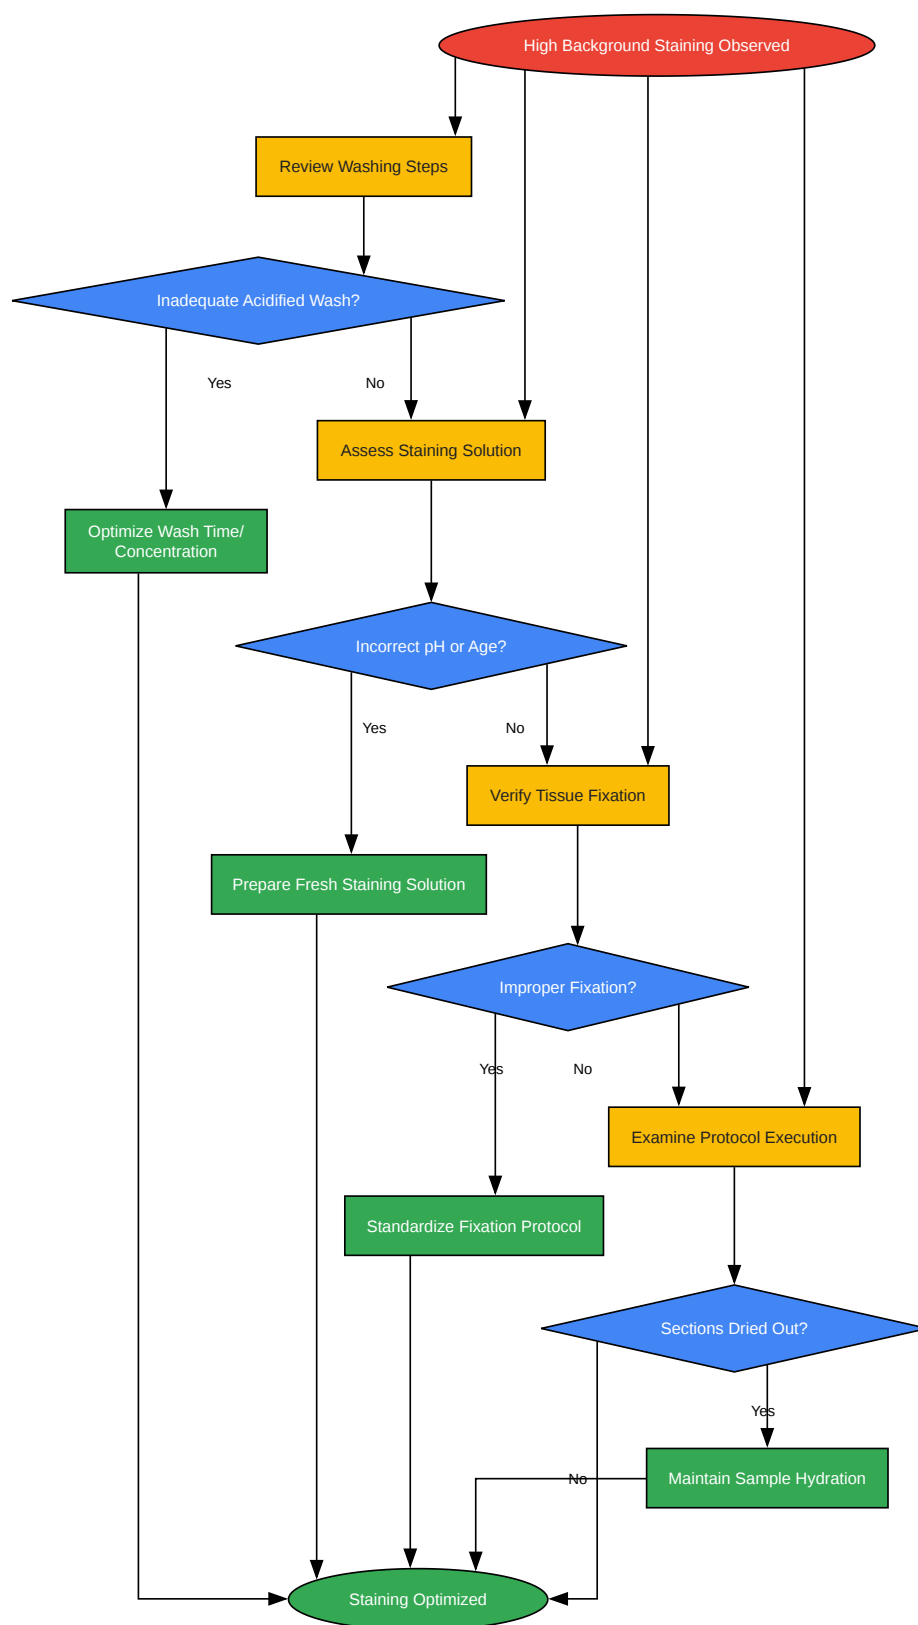 High Background Staining Observed
Review Washing Steps
Inadequate Acidified Wash?
Yes
No
Assess Staining Solution
Optimize Wash Time/
Concentration
Incorrect pH or Age?
Yes
No
Verify Tissue Fixation
Prepare Fresh Staining Solution
Improper Fixation?
Yes
No
Examine Protocol Execution
Standardize Fixation Protocol
Sections Dried Out?
Yes
No
Maintain Sample Hydration
Staining Optimized